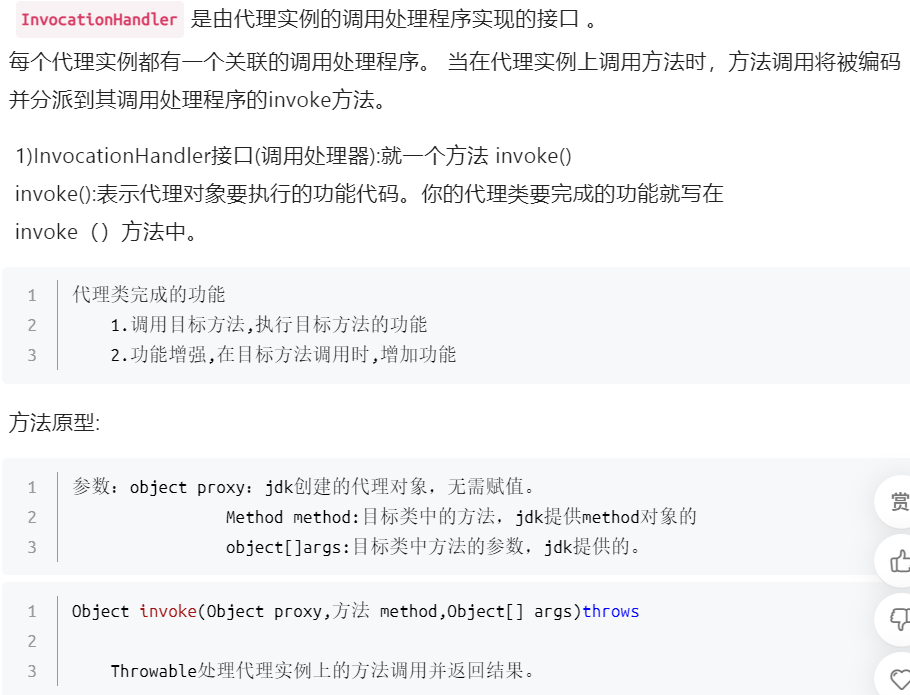 InvocationHandler 是由代理实例的调用处理程序实现的接口 。
每个代理实例都有一个关联的调用处理程序。 当在代理实例上调用方法时，方法调用将被编码
并分派到其调用处理程序的invoke方法。
1)InvocationHandler接口(调用处理器):就一个方法 invoke()
invoke():表示代理对象要执行的功能代码。你的代理类要完成的功能就写在
invoke（）方法中。
1 代理类完成的功能
2 1.调用目标方法,执行目标方法的功能
3 2.功能增强,在目标方法调用时,增加功能
方法原型:
1 参数：object proxy：jdk创建的代理对象，无需赋值。
2 Method method:目标类中的方法，jdk提供method对象的
3 object[]args:目标类中方法的参数，jdk提供的。
赏
1 Object invoke(Object proxy,方法 method,Object[] args)throws
2
3 Throwable处理代理实例上的方法调用并返回结果。